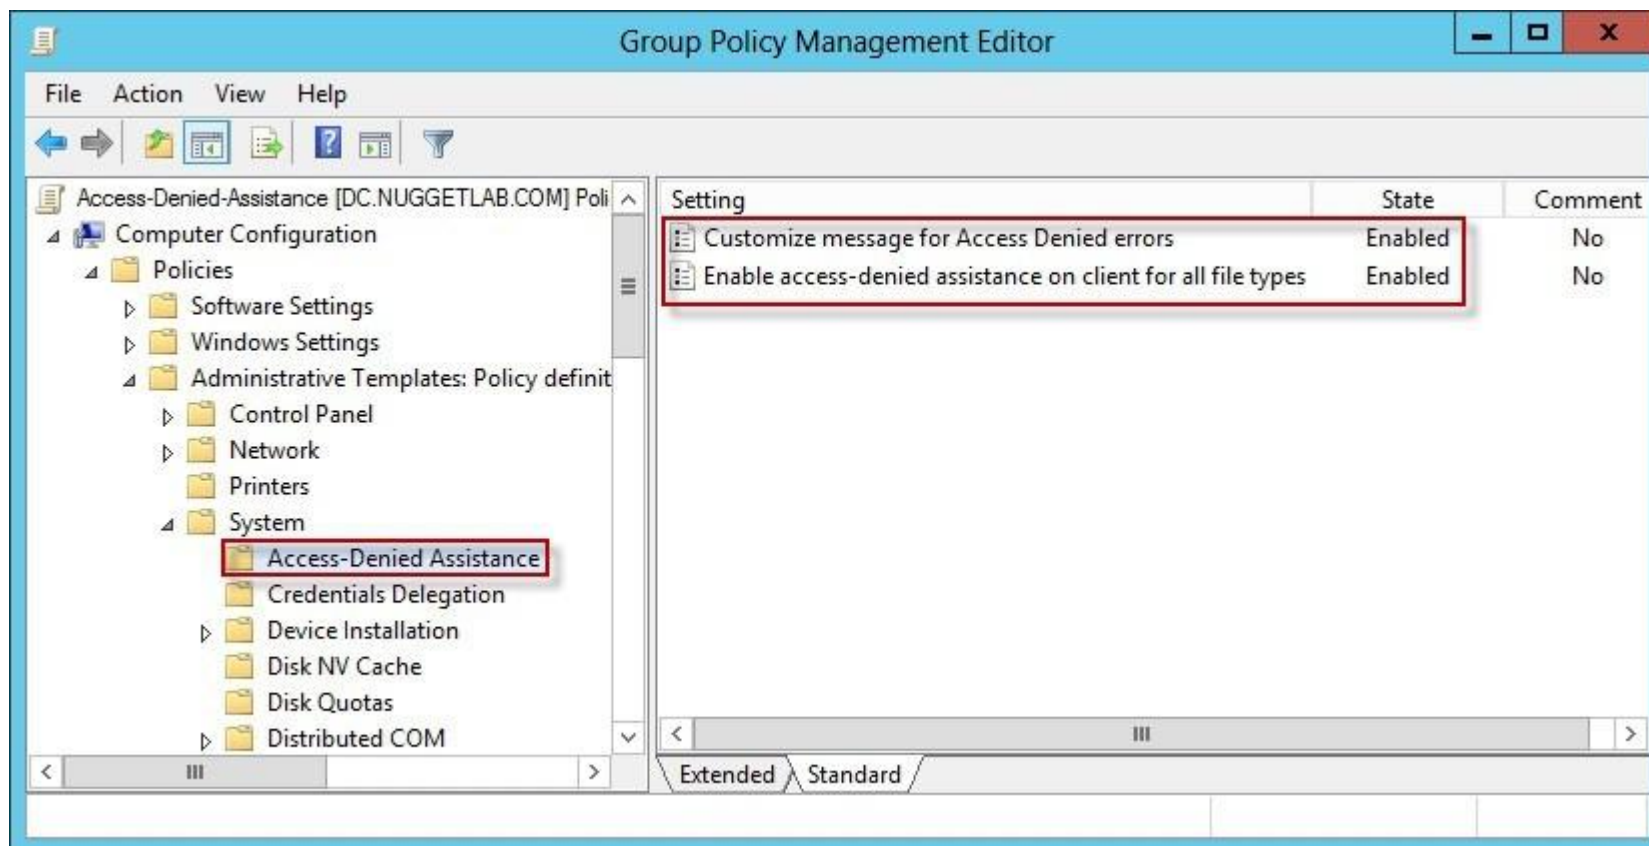 Group Policy Management Editor
File Action View Help
Access-Denied-Assistance [DC.NUGGETLAB.COM] Poli
Computer Configuration
Policies
Software Settings
Windows Settings
Administrative Templates: Policy definit
Control Panel
Network
Printers
System
Access-Denied Assistance
Credentials Delegation
Device Installation
Disk NV Cache
Disk Quotas
Distributed COM
Setting State Comment
Customize message for Access Denied errors Enabled No
Enable access-denied assistance on client for all file types Enabled No
Extended Standard